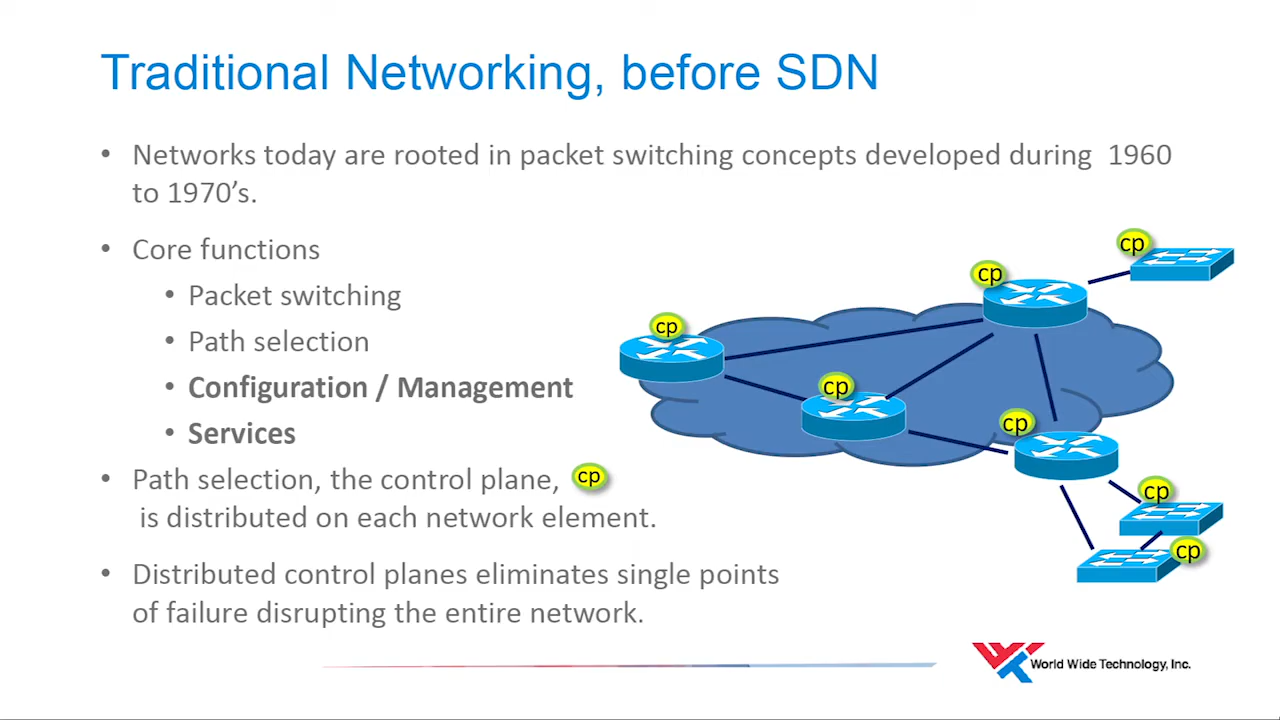 Traditional Networking, before SDN
• Networks today are rooted in packet switching concepts developed during 1960
to 1970’s.
• Core functions
• Packet switching
• Path selection
• Configuration / Management
• Services
• Path selection, the control plane, cp
is distributed on each network element.
• Distributed control planes eliminates single points
of failure disrupting the entire network.
cp
cp
cp
cp
cp
cp
cp
World Wide Technology, Inc.